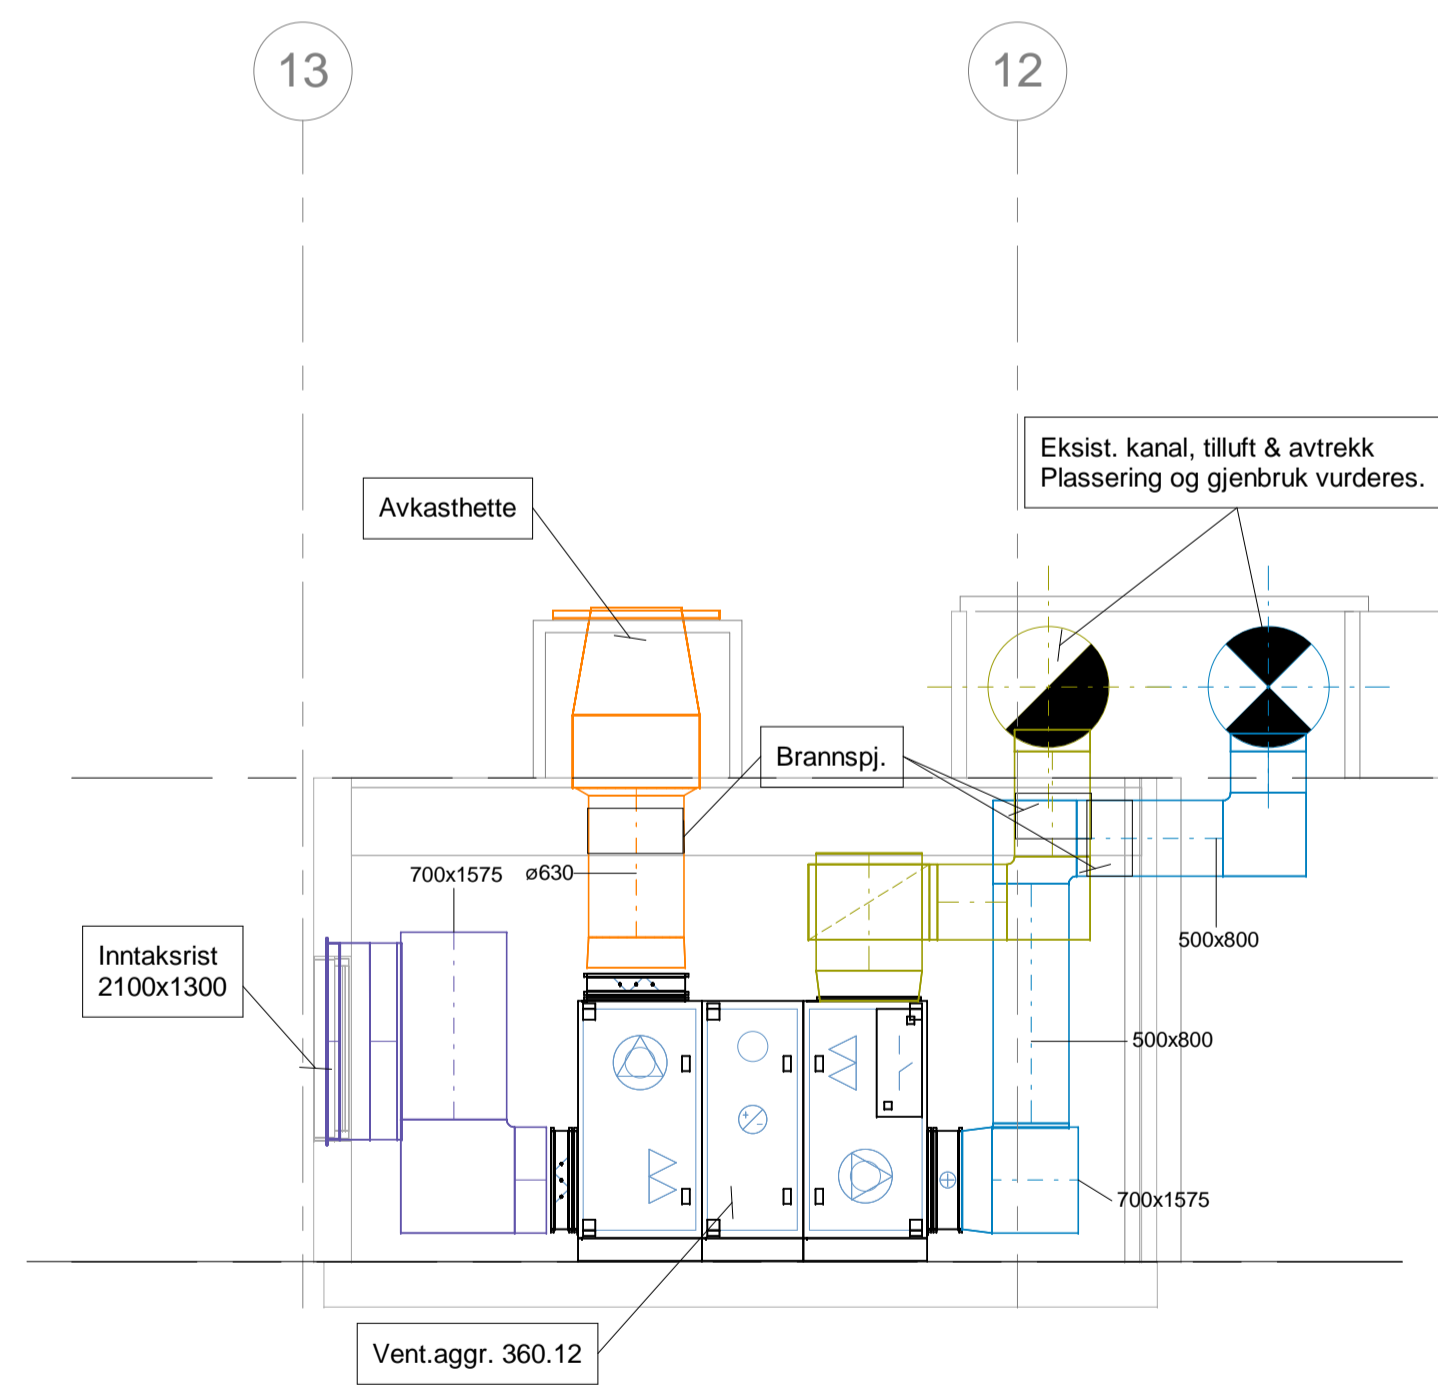 13
12
Eksist. kanal, tilluft & avtrekk
Plassering og gjenbruk vurderes.
Avkasthette
Brannspj.
700x1575
ø630
Inntaksrist
2100x1300
500x800
500x800
700x1575
Vent.aggr. 360.12